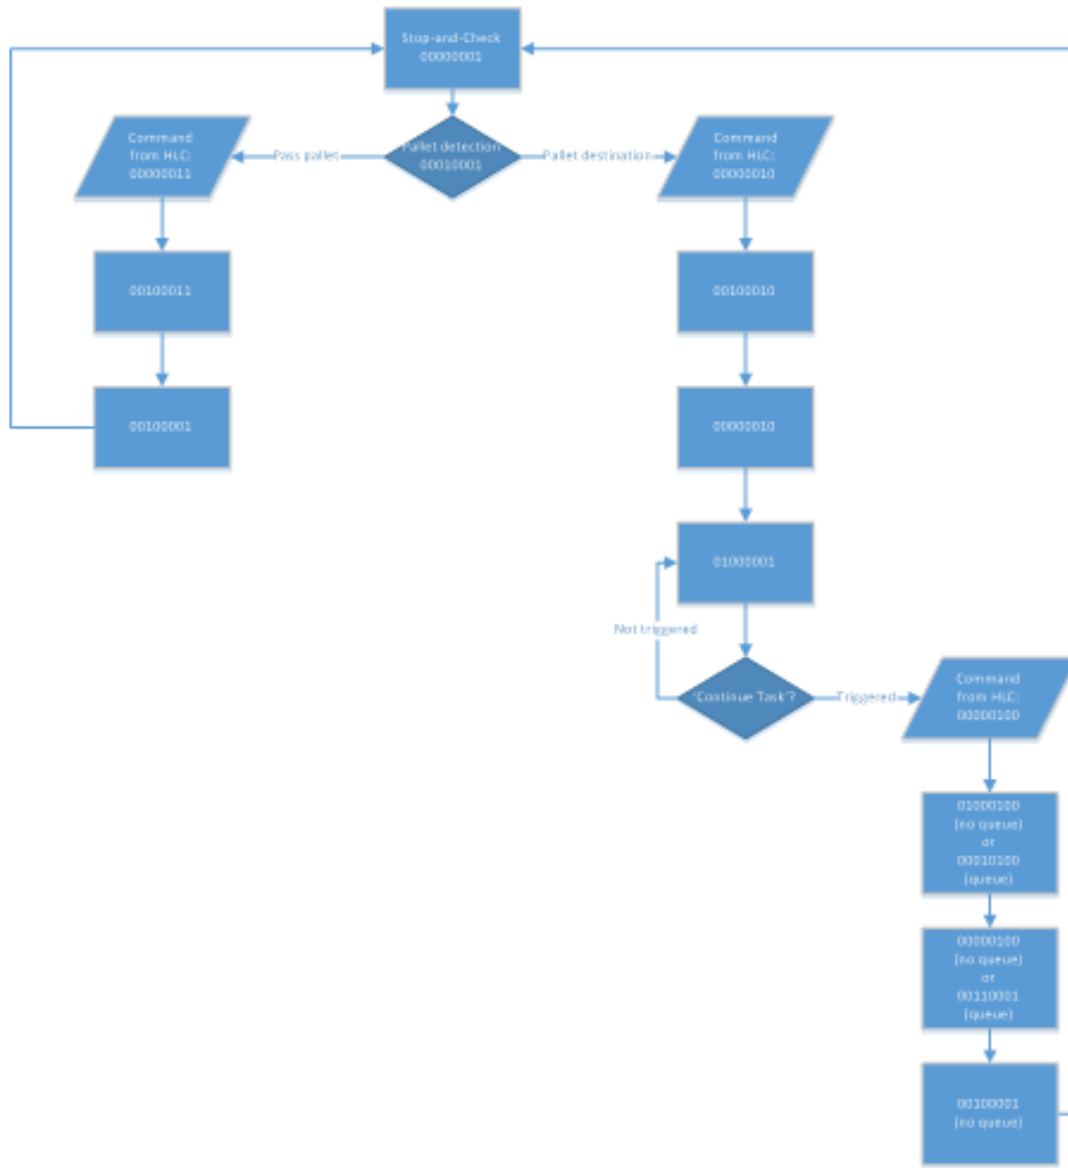 Stop-and-Check
00000001
Pallet detection
00010001
Pass pallet
Pallet destination
Command
from HLC:
00000011
Command
from HLC:
00000010
00100011
00100010
00100001
00000010
01000001
Not triggered
'Continue Task'?
Triggered
Command
from HLC:
00000100
01000100
(no queue)
or
00010100
(queue)
00000100
(no queue)
or
00110001
(queue)
00100001
(no queue)